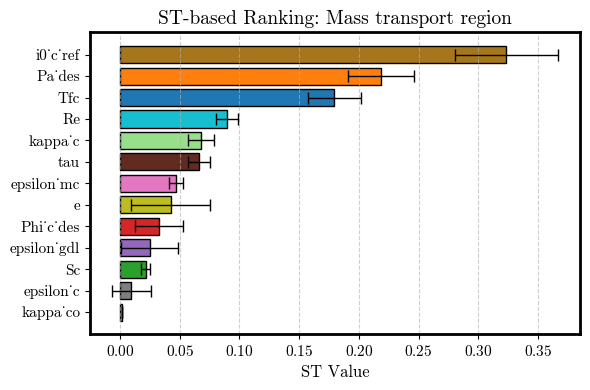 ST-based Ranking: Mass transport region
i0˙c˙ref
Pa˙des
Tfc
Re
kappa˙c
tau
epsilon˙mc
e
Phi˙c˙des
epsilon˙gdl
Sc
epsilon˙c
kappa˙co
0.00 0.05 0.10 0.15 0.20 0.25 0.30 0.35
ST Value